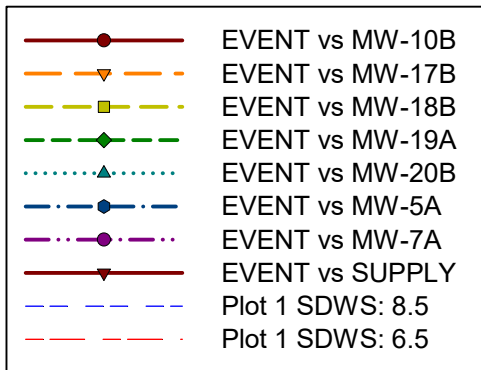 EVENT vs MW-10B
EVENT vs MW-17B
EVENT vs MW-18B
EVENT vs MW-19A
EVENT vs MW-20B
EVENT vs MW-5A
EVENT vs MW-7A
EVENT vs SUPPLY
Plot 1 SDWS: 8.5
Plot 1 SDWS: 6.5